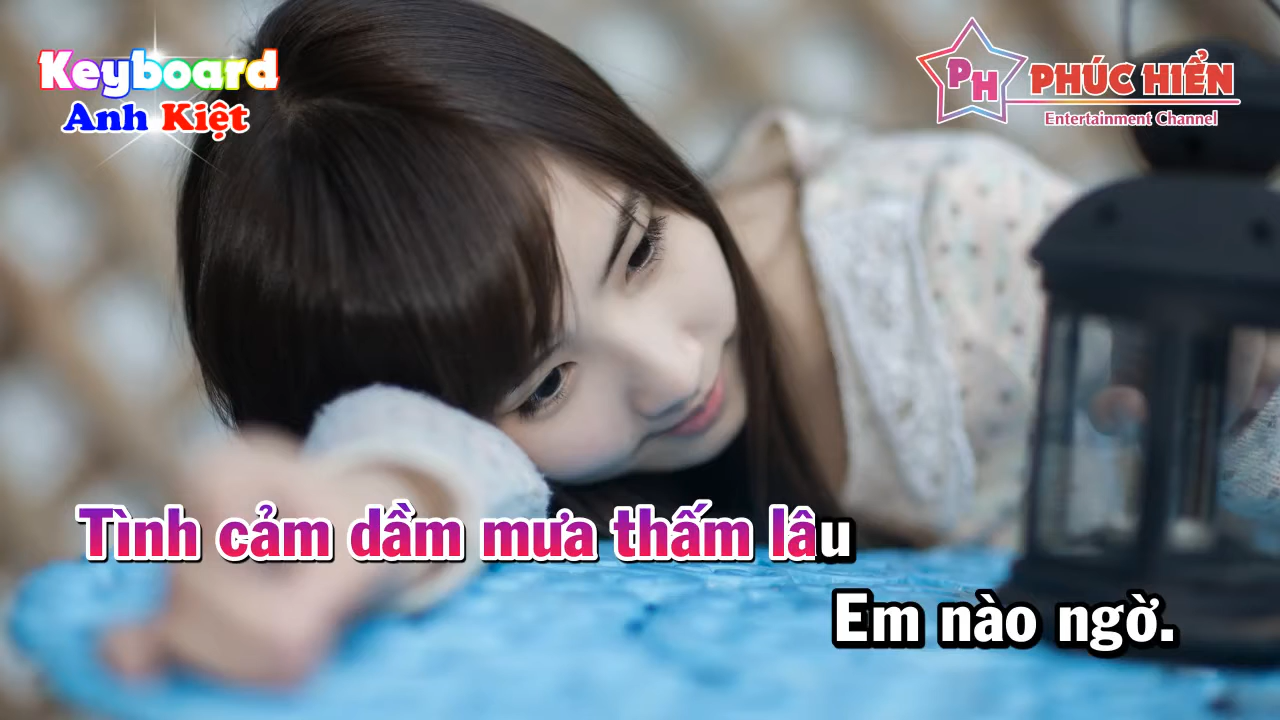 Keyboard
Anh Kiệt
PH PHÚC HIỂN
Entertainment Channel
Tình cảm dầm mưa thấm lâu
Em nào ngờ.